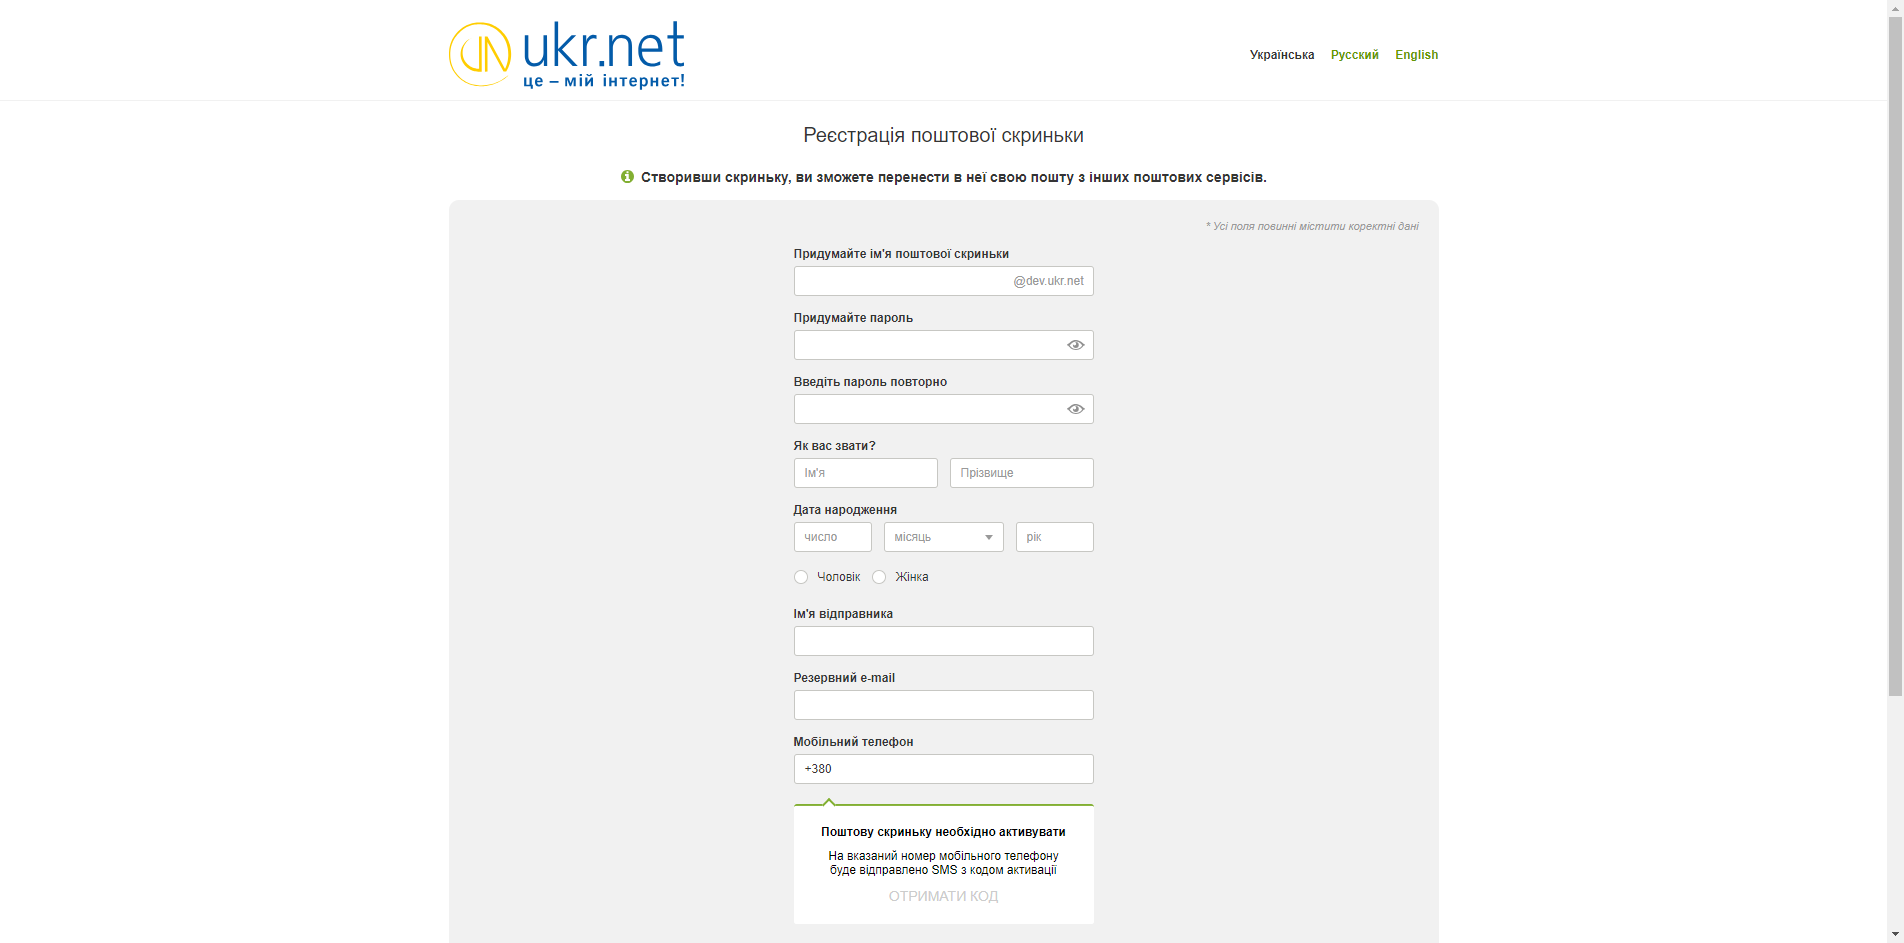 ukr.net
це – мій інтернет!
Українська Русский English
Реєстрація поштової скриньки
Створивши скриньку, ви зможете перенести в неї свою пошту з інших поштових сервісів.
* Усі поля повинні містити коректні дані
Придумайте ім'я поштової скриньки
@dev.ukr.net
Придумайте пароль
Введіть пароль повторно
Як вас звати?
Ім'я Прізвище
Дата народження
число місяць рік
Чоловік Жінка
Ім'я відправника
Резервний e-mail
Мобільний телефон
+380
Поштову скриньку необхідно активувати
На вказаний номер мобільного телефону
буде відправлено SMS з кодом активації
ОТРИМАТИ КОД